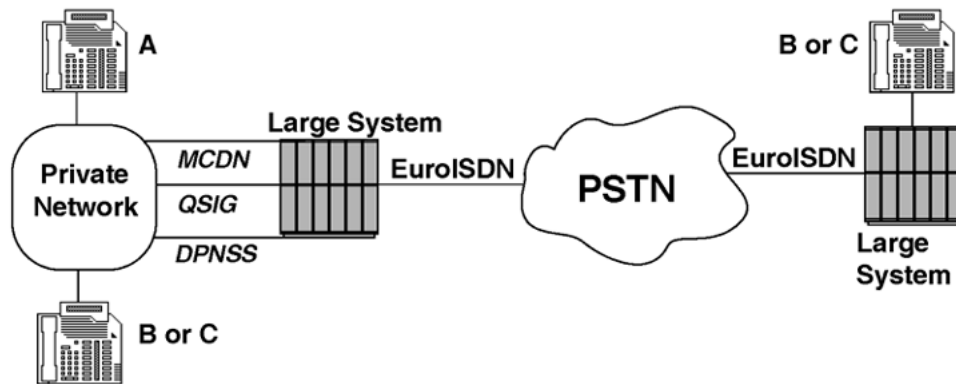 A
B or C
Large System
MCDN
EuroISDN
EuroISDN
Private
Network
PSTN
QSIG
DPNSS
Large
System
B or C